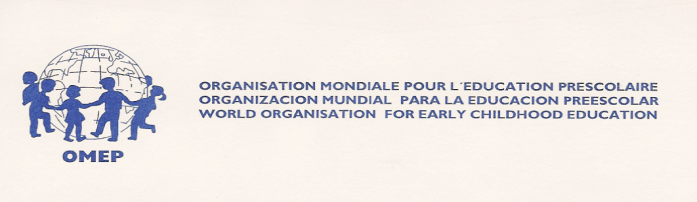 ORGANISATION MONDIALE POUR L'EDUCATION PRESCOLAIRE
ORGANIZACION MUNDIAL PARA LA EDUCACION PREESCOLAR
WORLD ORGANISATION FOR EARLY CHILDHOOD EDUCATION
OMEP